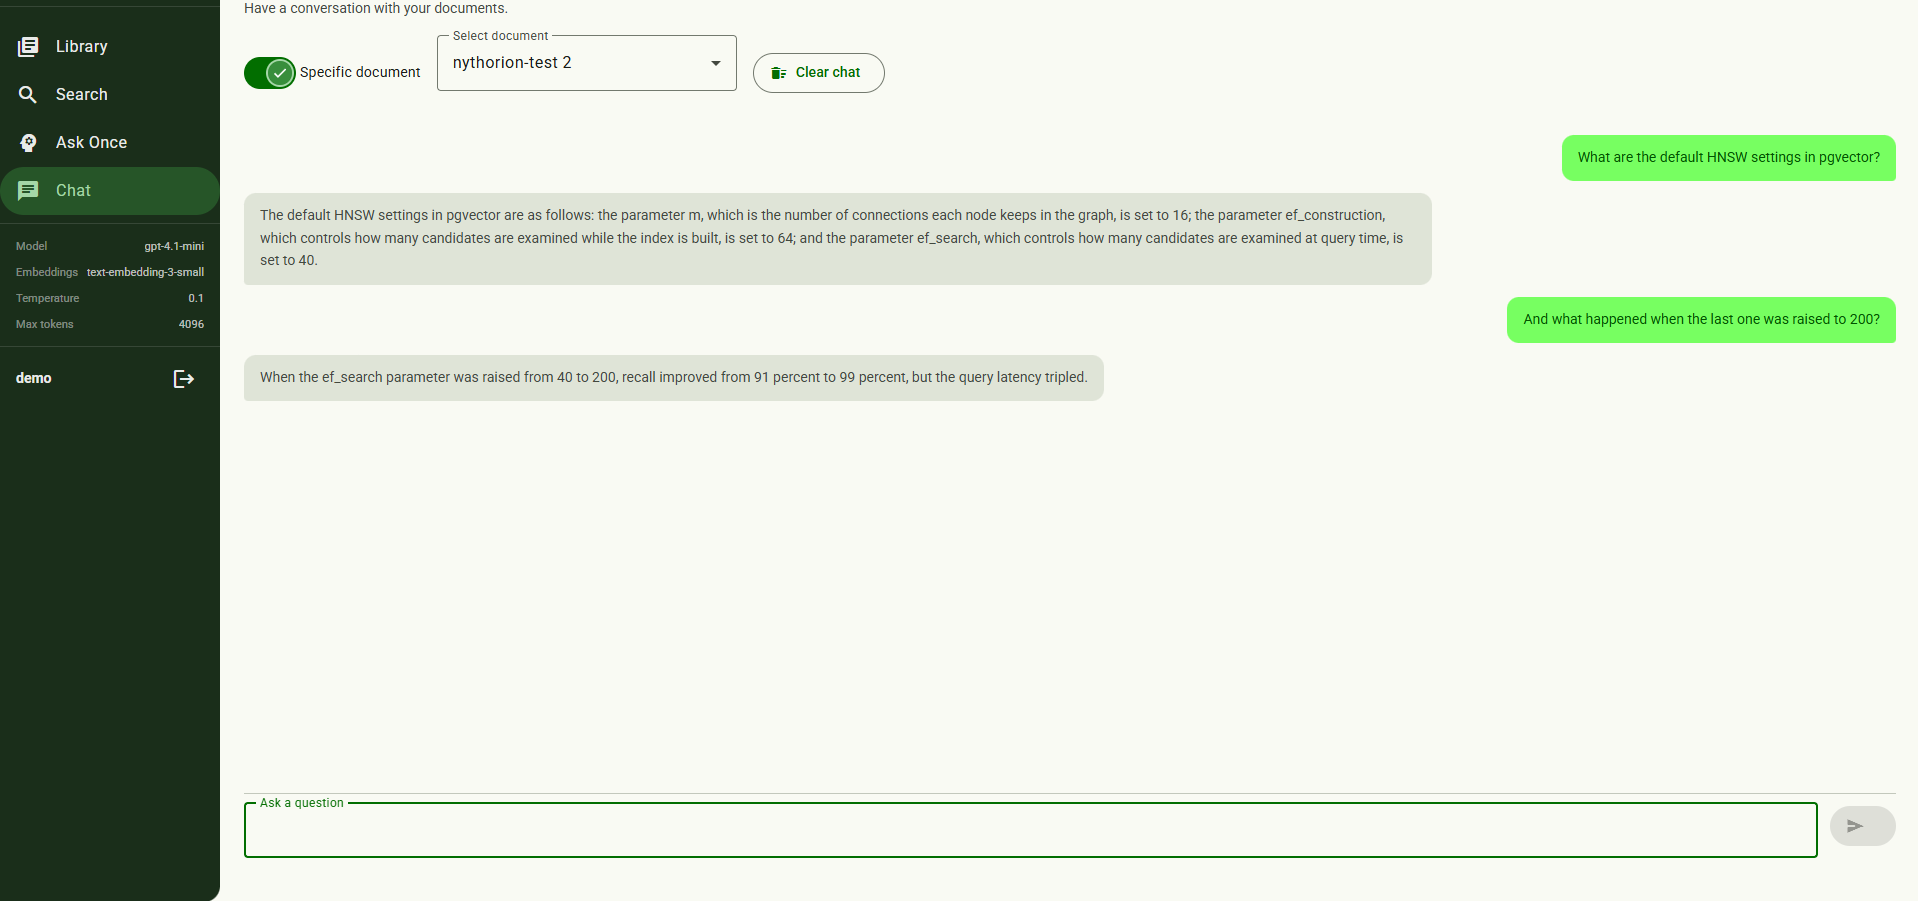 Have a conversation with your documents.
Library
Search
Ask Once
Chat
Model gpt-4.1-mini
Embeddings text-embedding-3-small
Temperature 0.1
Max tokens 4096
demo
Specific document
Select document
nythorion-test 2
Clear chat
What are the default HNSW settings in pgvector?
The default HNSW settings in pgvector are as follows: the parameter m, which is the number of connections each node keeps in the graph, is set to 16; the parameter ef_construction,
which controls how many candidates are examined while the index is built, is set to 64; and the parameter ef_search, which controls how many candidates are examined at query time, is
set to 40.
And what happened when the last one was raised to 200?
When the ef_search parameter was raised from 40 to 200, recall improved from 91 percent to 99 percent, but the query latency tripled.
Ask a question